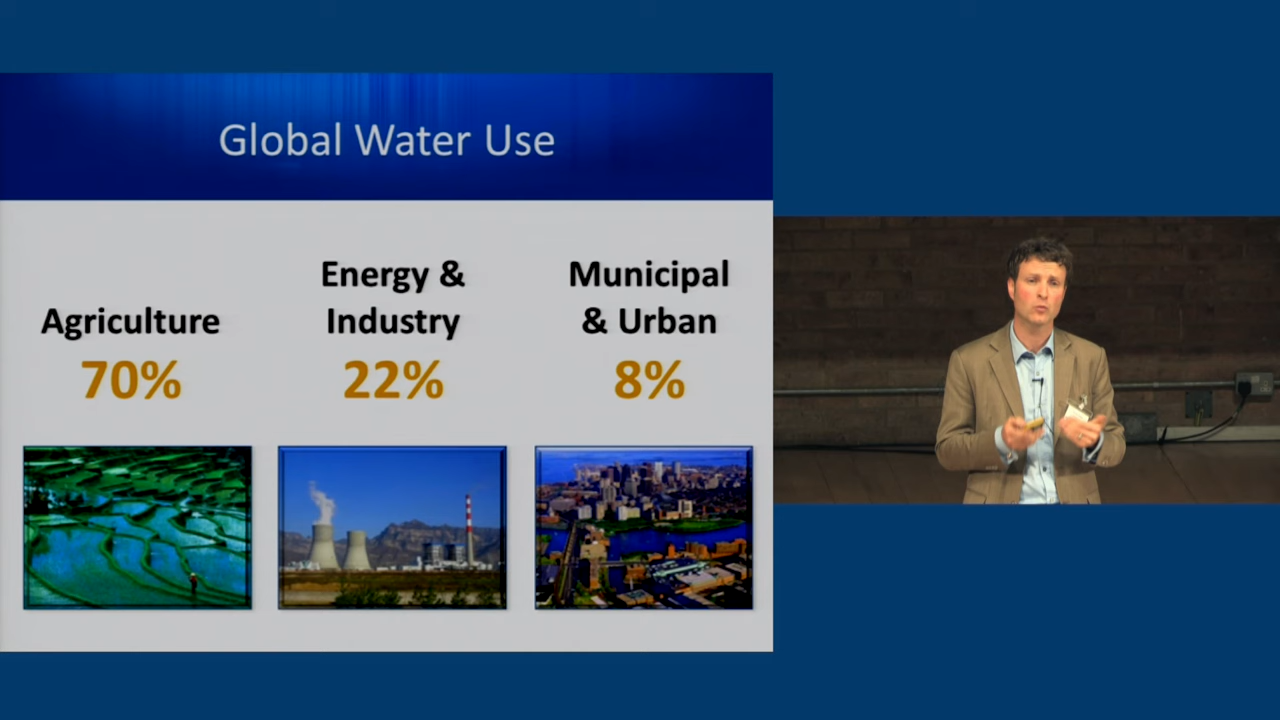 Global Water Use
Agriculture
70%
Energy &
Industry
22%
Municipal
& Urban
8%